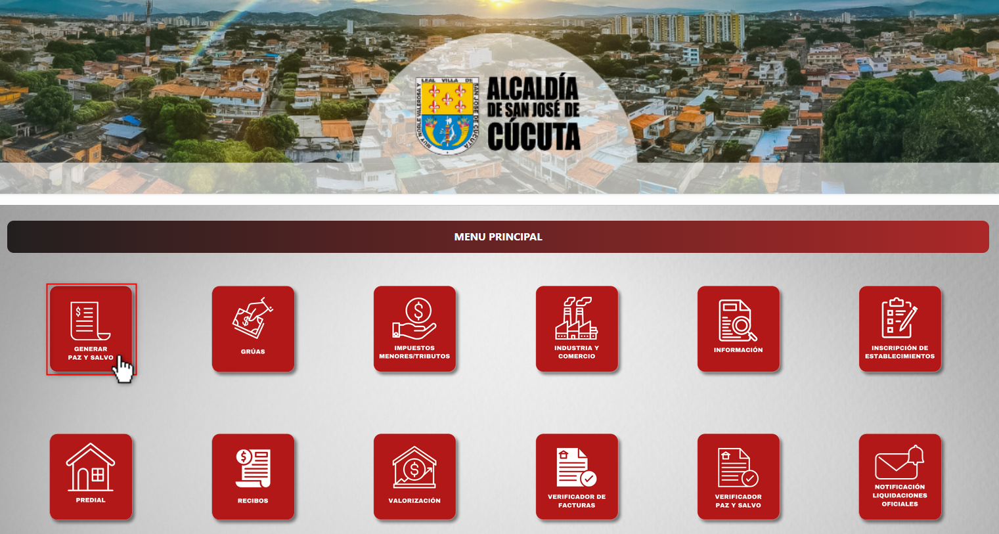 LEAL VILLA DE
MUY NOBLE VALEROSA Y
SAN JOSE DE CUCUTA
ALCALDÍA
DE SAN JOSÉ DE
CÚCUTA
MENU PRINCIPAL
GENERAR
PAZ Y SALVO
GRÚAS
IMPUESTOS
MENORES/TRIBUTOS
INDUSTRIA Y
COMERCIO
INFORMACIÓN
INSCRIPCIÓN DE
ESTABLECIMIENTOS
PREDIAL
RECIBOS
VALORIZACIÓN
VERIFICADOR DE
FACTURAS
VERIFICADOR
PAZ Y SALVO
NOTIFICACIÓN
LIQUIDACIONES
OFICIALES